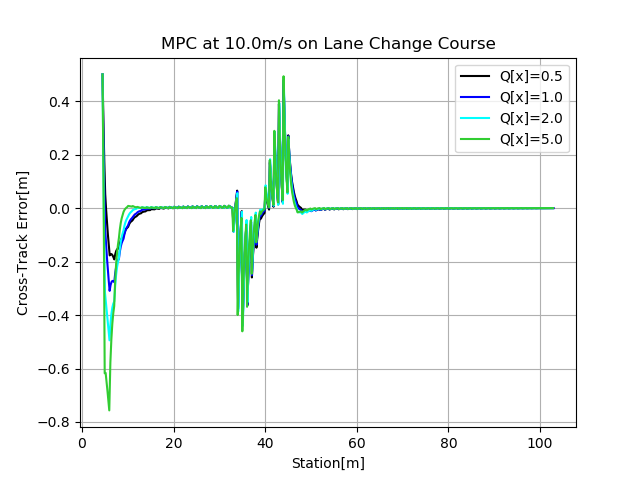 MPC at 10.0m/s on Lane Change Course
Q[x]=0.5
Q[x]=1.0
Q[x]=2.0
Q[x]=5.0
Cross-Track Error[m]
0.4
0.2
0.0
−0.2
−0.4
−0.6
−0.8
0 20 40 60 80 100
Station[m]